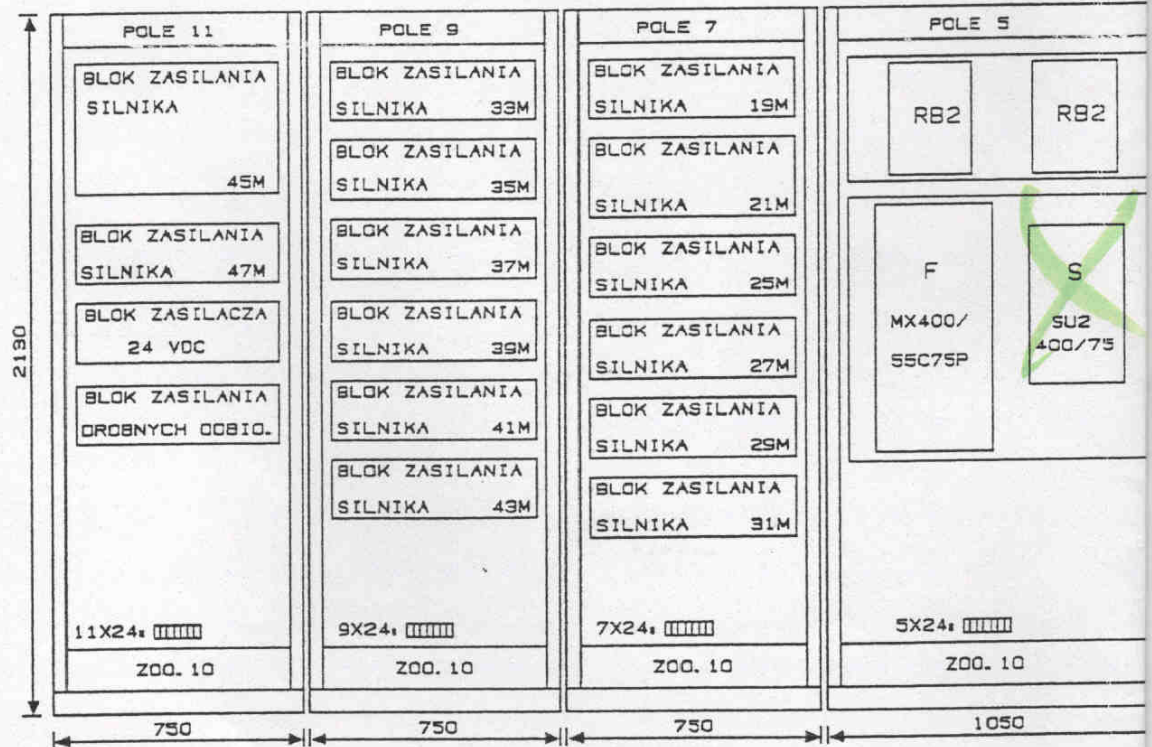 POLE 11
BLOK ZASILANIA
SILNIKA
45M
BLOK ZASILANIA
SILNIKA 47M
BLOK ZASILACZA
24 VDC
BLOK ZASILANIA
DROBNYCH ODBIO.
11X24:
ZOO.10
750
2130
POLE 9
BLOK ZASILANIA
SILNIKA 33M
BLOK ZASILANIA
SILNIKA 35M
BLOK ZASILANIA
SILNIKA 37M
BLOK ZASILANIA
SILNIKA 39M
BLOK ZASILANIA
SILNIKA 41M
BLOK ZASILANIA
SILNIKA 43M
9X24:
ZOO.10
750
POLE 7
BLOK ZASILANIA
SILNIKA 19M
BLOK ZASILANIA
SILNIKA 21M
BLOK ZASILANIA
SILNIKA 25M
BLOK ZASILANIA
SILNIKA 27M
BLOK ZASILANIA
SILNIKA 29M
BLOK ZASILANIA
SILNIKA 31M
7X24:
ZOO.10
750
POLE 5
RB2
RB2
F
MX400/
55C75P
S
SU2
400/75
5X24:
ZOO.10
1050